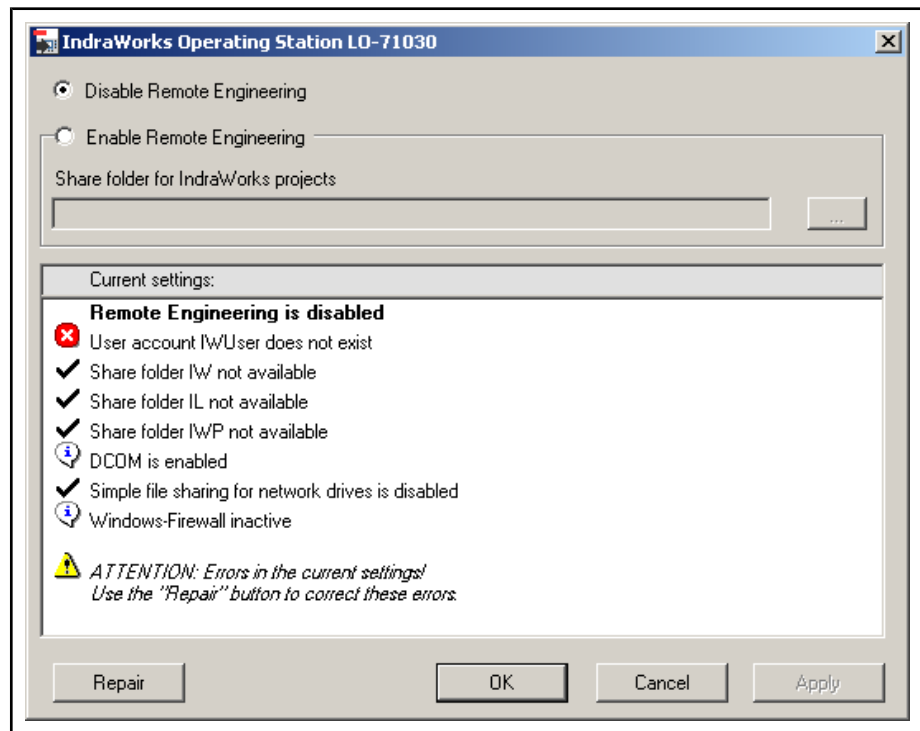 IndraWorks Operating Station LO-71030
Disable Remote Engineering
Enable Remote Engineering
Share folder for IndraWorks projects
...
Current settings:
Remote Engineering is disabled
User account IWUser does not exist
Share folder IW not available
Share folder IL not available
Share folder IWP not available
DCOM is enabled
Simple file sharing for network drives is disabled
Windows-Firewall inactive
ATTENTION: Errors in the current settings!
Use the "Repair" button to correct these errors.
Repair OK Cancel Apply